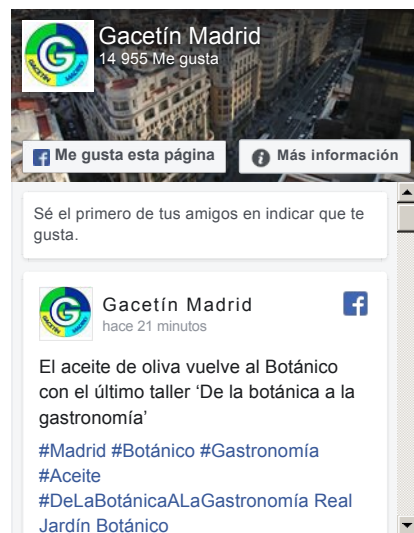 Gacetín Madrid
14 955 Me gusta
Me gusta esta página
Más información
Sé el primero de tus amigos en indicar que te
gusta.
Gacetín Madrid
hace 21 minutos
El aceite de oliva vuelve al Botánico
con el último taller ‘De la botánica a la
gastronomía’
#Madrid #Botánico #Gastronomía
#Aceite
#DeLaBotánicaALaGastronomía Real
Jardín Botánico